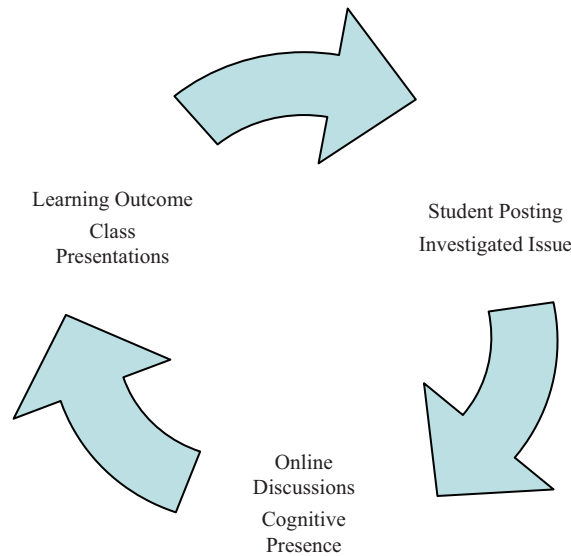 Learning Outcome
Class
Presentations
Student Posting
Investigated Issue
Online
Discussions
Cognitive
Presence